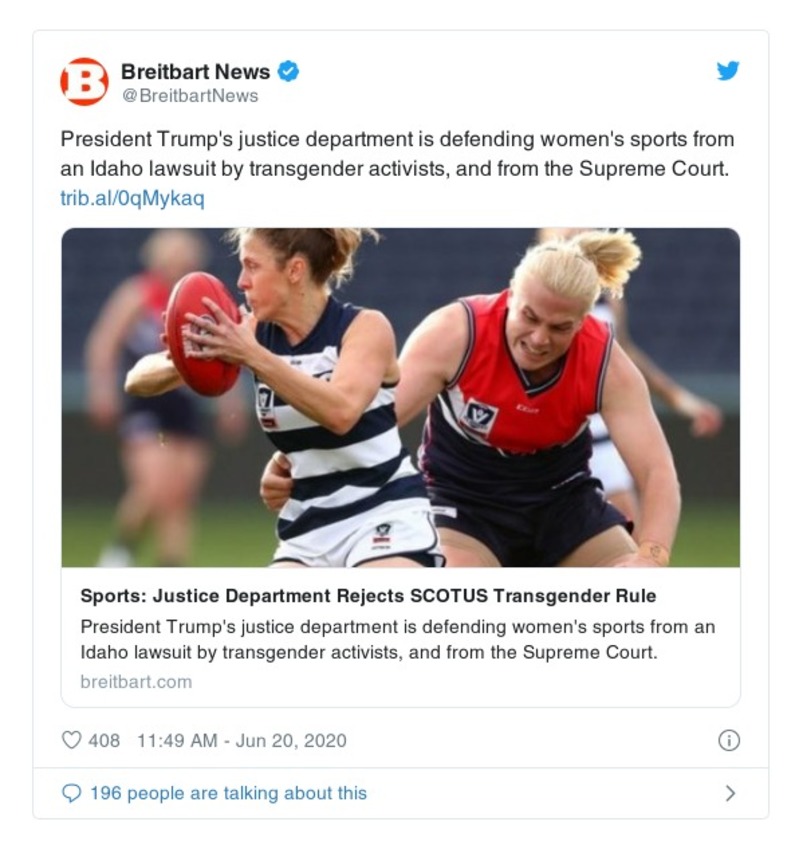 B
Breitbart News
@BreitbartNews
President Trump's justice department is defending women's sports from
an Idaho lawsuit by transgender activists, and from the Supreme Court.
trib.al/0qMykaq
Sports: Justice Department Rejects SCOTUS Transgender Rule
President Trump's justice department is defending women's sports from an
Idaho lawsuit by transgender activists, and from the Supreme Court.
breitbart.com
408 11:49 AM - Jun 20, 2020
196 people are talking about this